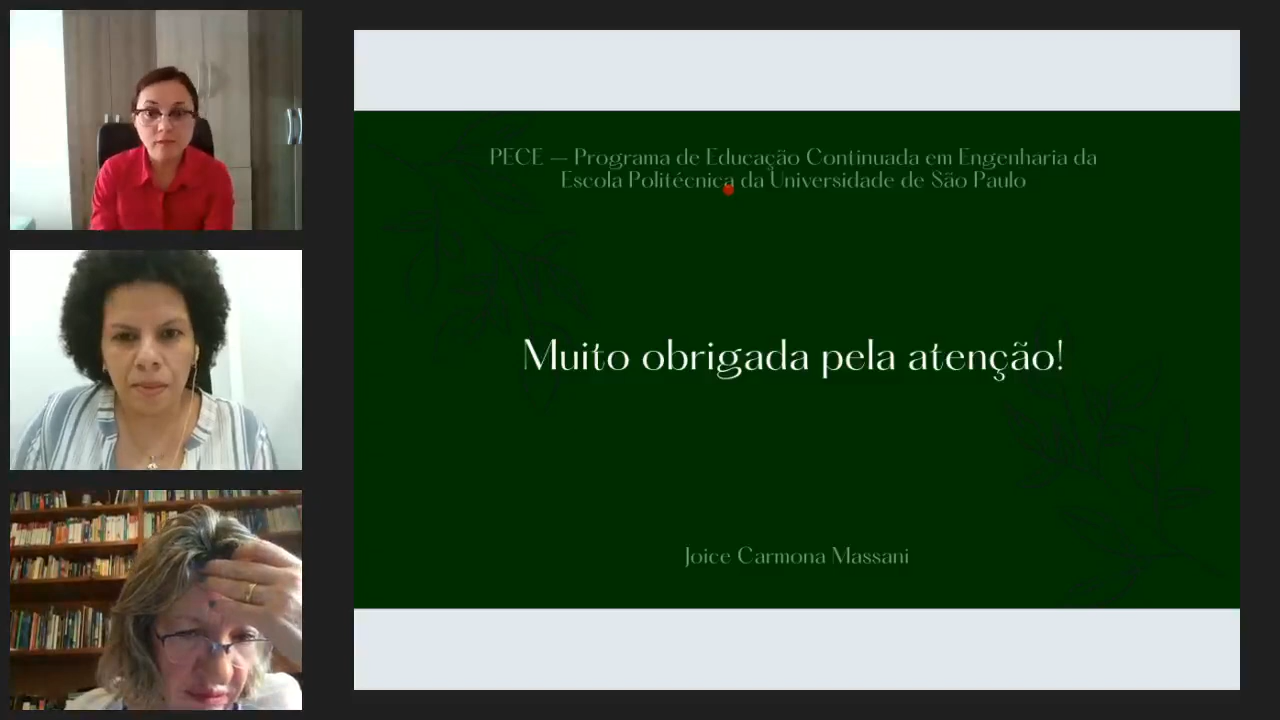 PECE — Programa de Educação Continuada em Engenharia da
Escola Politécnica da Universidade de São Paulo
Muito obrigada pela atenção!
Joice Carmona Massani